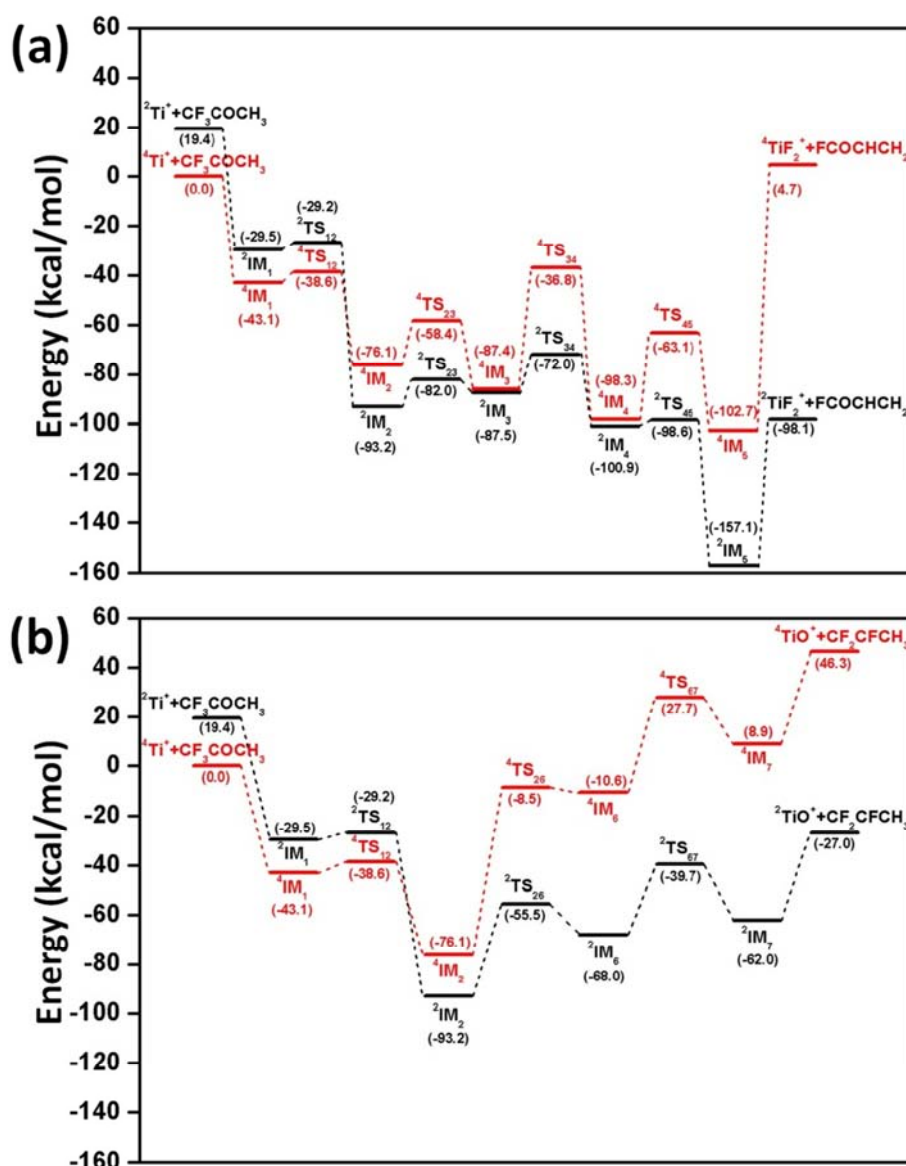 (a)
Energy (kcal/mol)
60
40
20
0
-20
-40
-60
-80
-100
-120
-140
-160
²Ti⁺+CF₃COCH₃
(19.4)
⁴Ti⁺+CF₃COCH₃
(0.0)
(-29.5)
²IM₁
⁴IM₁
(-43.1)
(-29.2)
²TS₁₂
⁴TS₁₂
(-38.6)
(-76.1)
⁴IM₂
²IM₂
(-93.2)
⁴TS₂₃
(-58.4)
²TS₂₃
(-82.0)
(-87.4)
⁴IM₃
²IM₃
(-87.5)
⁴TS₃₄
(-36.8)
²TS₃₄
(-72.0)
(-98.3)
⁴IM₄
²IM₄
(-100.9)
⁴TS₄₅
(-63.1)
²TS₄₅
(-98.6)
(-102.7)
⁴IM₅
(-157.1)
²IM₅
⁴TiF₂⁺+FCOCHCH₂
(4.7)
²TiF₂⁺+FCOCHCH₂
(-98.1)
(b)
Energy (kcal/mol)
60
40
20
0
-20
-40
-60
-80
-100
-120
-140
-160
²Ti⁺+CF₃COCH₃
(19.4)
⁴Ti⁺+CF₃COCH₃
(0.0)
(-29.5)
²IM₁
⁴IM₁
(-43.1)
(-29.2)
²TS₁₂
⁴TS₁₂
(-38.6)
(-76.1)
⁴IM₂
²IM₂
(-93.2)
⁴TS₂₆
(-8.5)
²TS₂₆
(-55.5)
(-10.6)
⁴IM₆
²IM₆
(-68.0)
⁴TS₆₇
(27.7)
²TS₆₇
(-39.7)
(8.9)
⁴IM₇
²IM₇
(-62.0)
⁴TiO⁺+CF₂CFCH₃
(46.3)
²TiO⁺+CF₂CFCH₃
(-27.0)